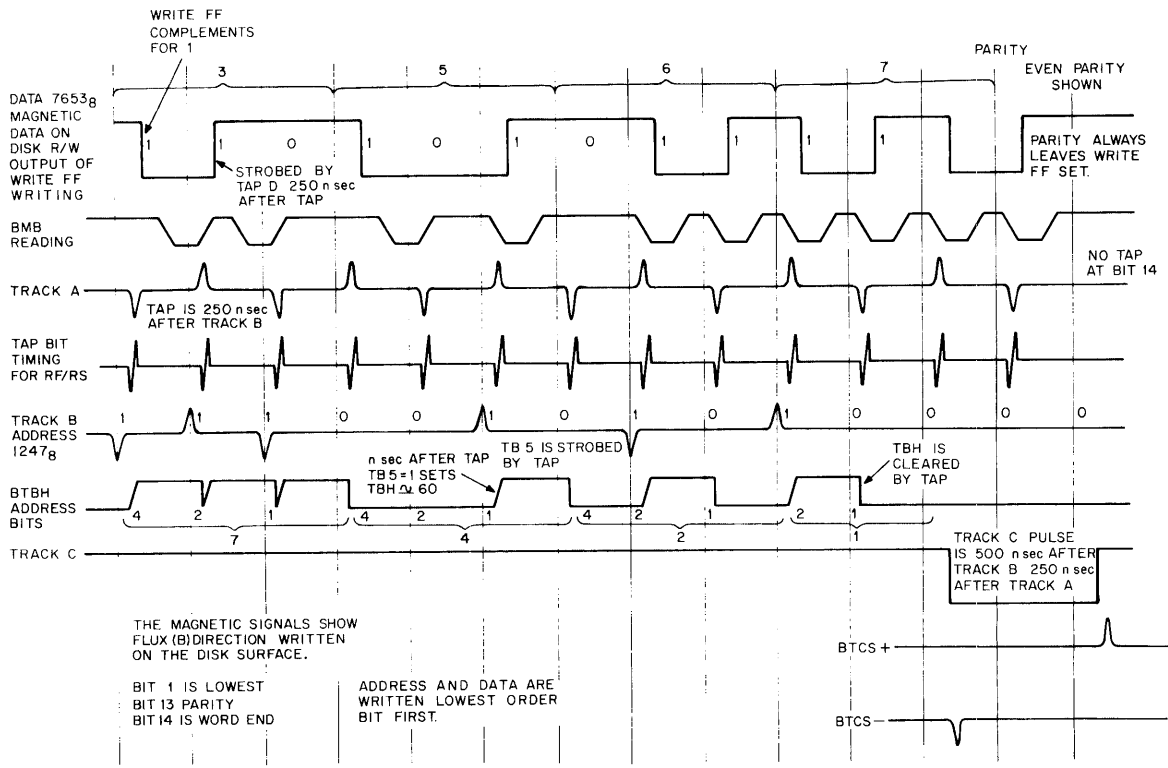 WRITE FF
COMPLEMENTS
FOR 1
3
5
6
7
PARITY
EVEN PARITY
SHOWN
DATA 7653₈
MAGNETIC
DATA ON
DISK R/W
OUTPUT OF
WRITE FF
WRITING
1 1 0 1 0 1 0 1 1 1 1
STROBED BY
TAP D 250 n sec
AFTER TAP
PARITY ALWAYS
LEAVES WRITE
FF SET.
BMB
READING
TRACK A
TAP IS 250 n sec
AFTER TRACK B
NO TAP
AT BIT 14
TAP BIT
TIMING
FOR RF/RS
TRACK B
ADDRESS
1247₈
1 1 1 0 0 1 0 1 0 1 0 0 0 0
n sec AFTER TAP
TB 5 = 1 SETS
TBH ≃ 60
TB 5 IS STROBED
BY TAP
TBH IS
CLEARED
BY TAP
BTBH
ADDRESS
BITS
4 2 1 4 2 1 4 2 1 2 1
7 4 2 1
TRACK C
TRACK C PULSE
IS 500 n sec AFTER
TRACK B 250 n sec
AFTER TRACK A
THE MAGNETIC SIGNALS SHOW
FLUX (B) DIRECTION WRITTEN
ON THE DISK SURFACE.
BTCS +
BIT 1 IS LOWEST
BIT 13 PARITY
BIT 14 IS WORD END
ADDRESS AND DATA ARE
WRITTEN LOWEST ORDER
BIT FIRST.
BTCS −